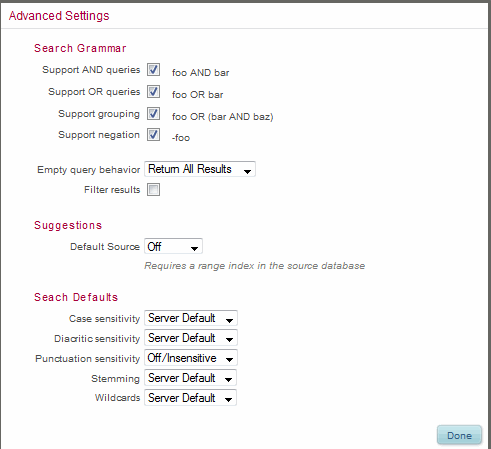 Advanced Settings
Search Grammar
Support AND queries foo AND bar
Support OR queries foo OR bar
Support grouping foo OR (bar AND baz)
Support negation -foo
Empty query behavior Return All Results
Filter results
Suggestions
Default Source Off
Requires a range index in the source database
Seach Defaults
Case sensitivity Server Default
Diacritic sensitivity Server Default
Punctuation sensitivity Off/Insensitive
Stemming Server Default
Wildcards Server Default
Done